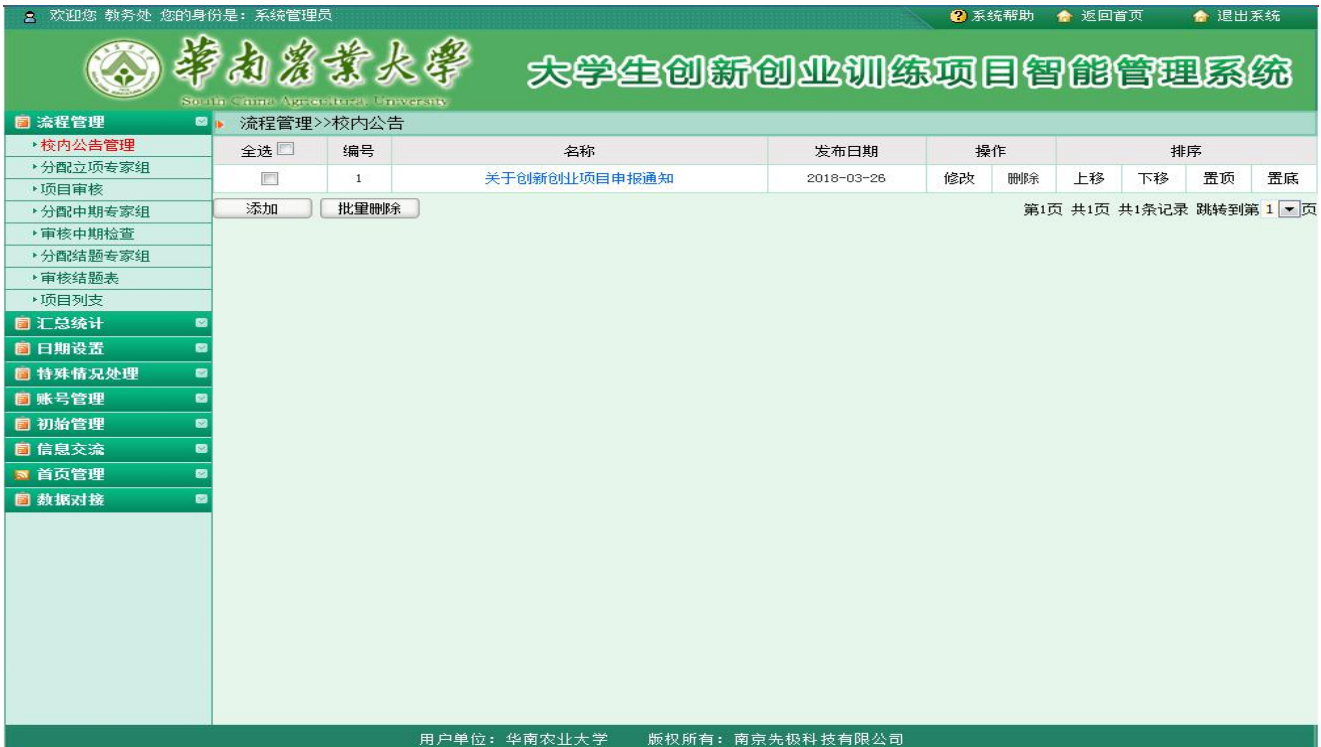 欢迎您 教务处 您的身份是：系统管理员 系统帮助 返回首页 退出系统
華南農業大學 大学生创新创业训练项目智能管理系统
South China Agricultural University
流程管理 流程管理>>校内公告
校内公告管理
分配立项专家组
项目审核
分配中期专家组
审核中期检查
分配结题专家组
审核结题表
项目列支
汇总统计
日期设置
特殊情况处理
账号管理
初始管理
信息交流
首页管理
数据对接
全选 编号 名称 发布日期 操作 排序
1 关于创新创业项目申报通知 2018-03-26 修改 删除 上移 下移 置顶 置底
添加 批量删除 第1页 共1页 共1条记录 跳转到第 1 页
用户单位：华南农业大学 版权所有：南京先极科技有限公司